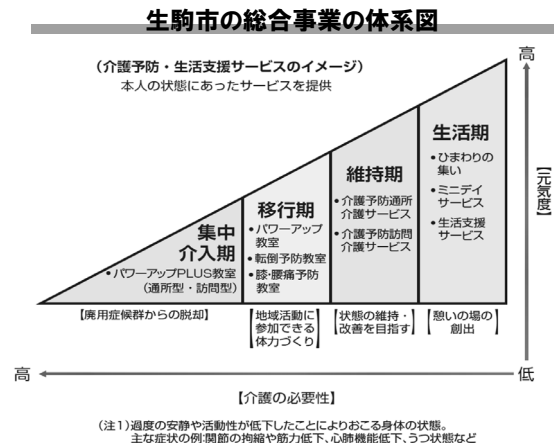 生駒市の総合事業の体系図
(介護予防・生活支援サービスのイメージ)
本人の状態にあったサービスを提供
高
【元気度】
生活期
•ひまわりの
集い
•ミニデイ
サービス
•生活支援
サービス
維持期
•介護予防通所
介護サービス
•介護予防訪問
介護サービス
移行期
•パワーアップ
教室
•転倒予防教室
•膝・腰痛予防
教室
集中
介入期
•パワーアップPLUS教室
(通所型・訪問型)
【廃用症候群からの脱却】
【地域活動に
参加できる
体力づくり】
【状態の維持・
改善を目指す】
【憩いの場の
創出】
高
低
【介護の必要性】
(注1)過度の安静や活動性が低下したことによりおこる身体の状態。
主な症状の例:関節の拘縮や筋力低下、心肺機能低下、うつ状態など